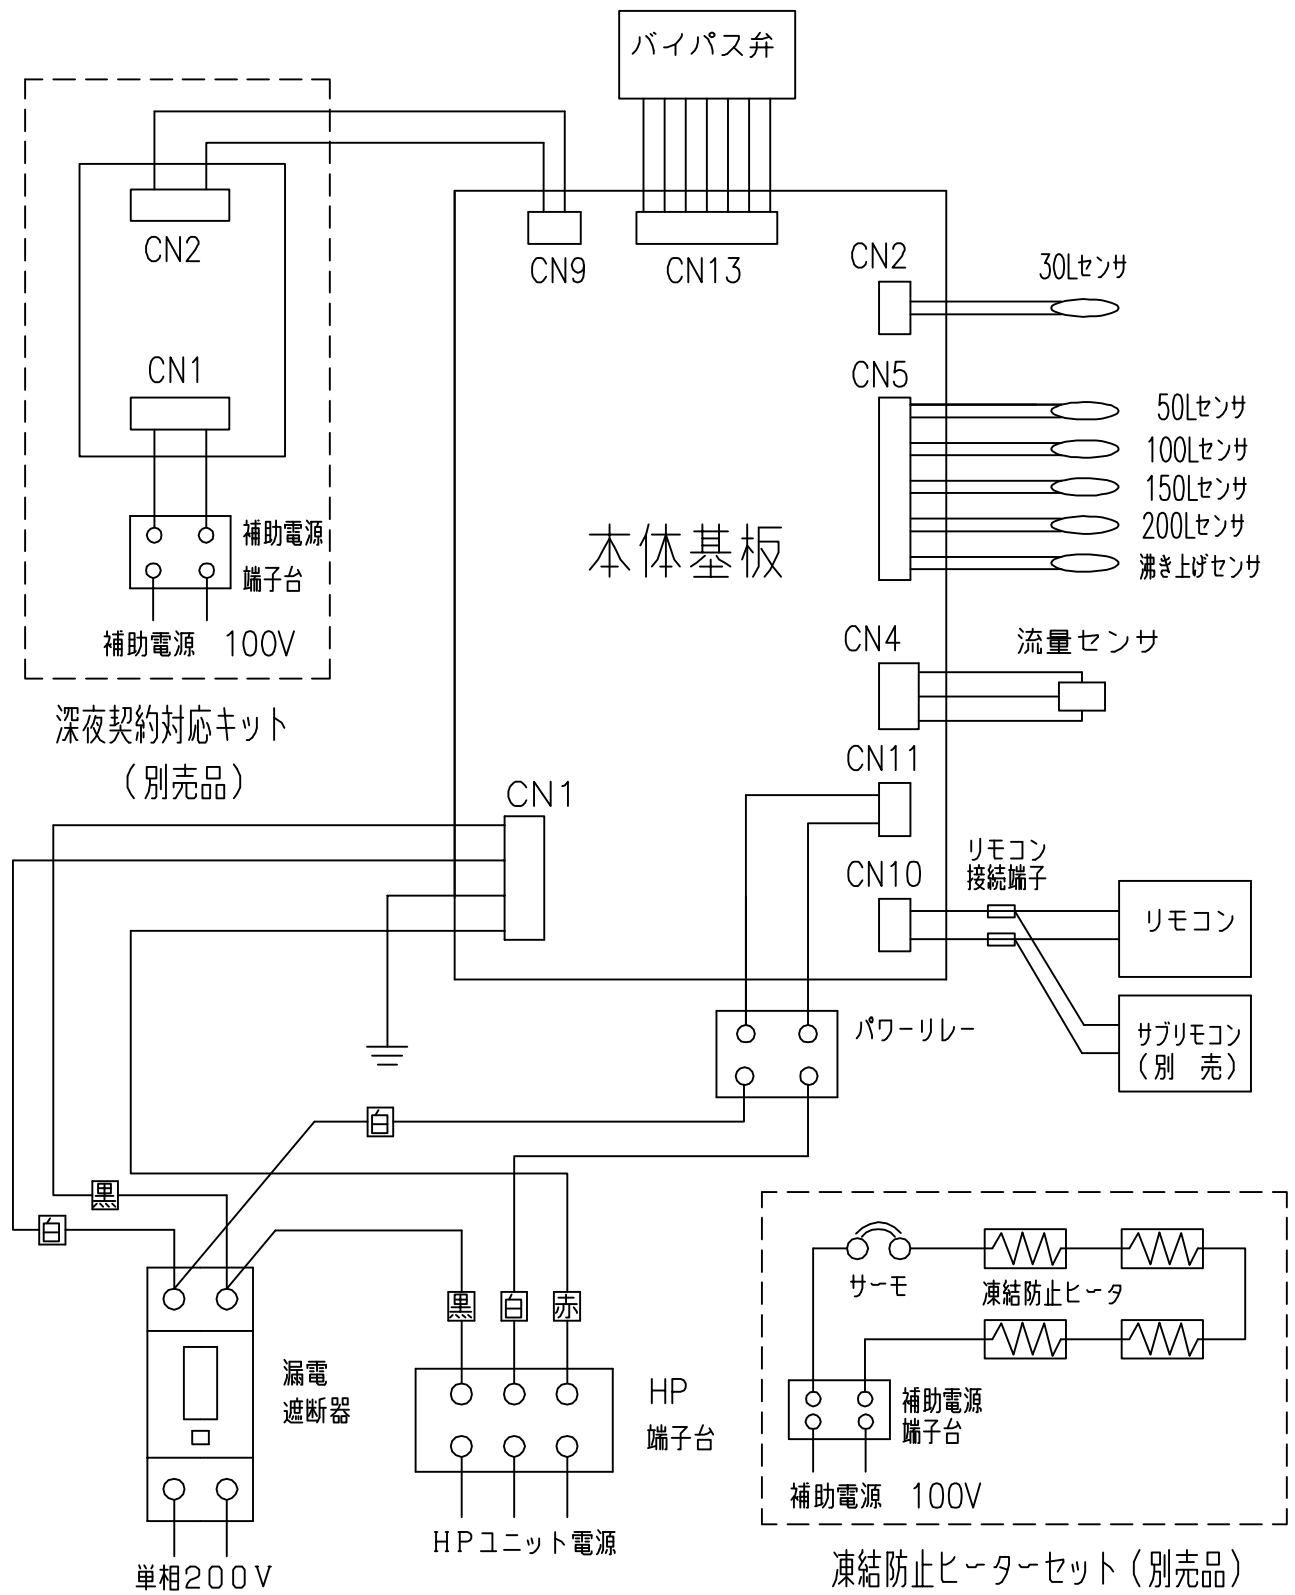 バイパス弁
CN2
CN9
CN13
CN2
30Lセンサ
CN1
CN5
50Lセンサ
100Lセンサ
150Lセンサ
200Lセンサ
沸き上げセンサ
補助電源
端子台
補助電源 100V
本体基板
深夜契約対応キット
(別売品)
CN4
流量センサ
CN11
CN1
CN10
リモコン
接続端子
リモコン
サブリモコン
(別 売)
パワーリレー
白
黒
白
黒
白
赤
漏電
遮断器
HP
端子台
サーモ
凍結防止ヒータ
補助電源
端子台
補助電源 100V
HPユニット電源
単相200V
凍結防止ヒーターセット(別売品)